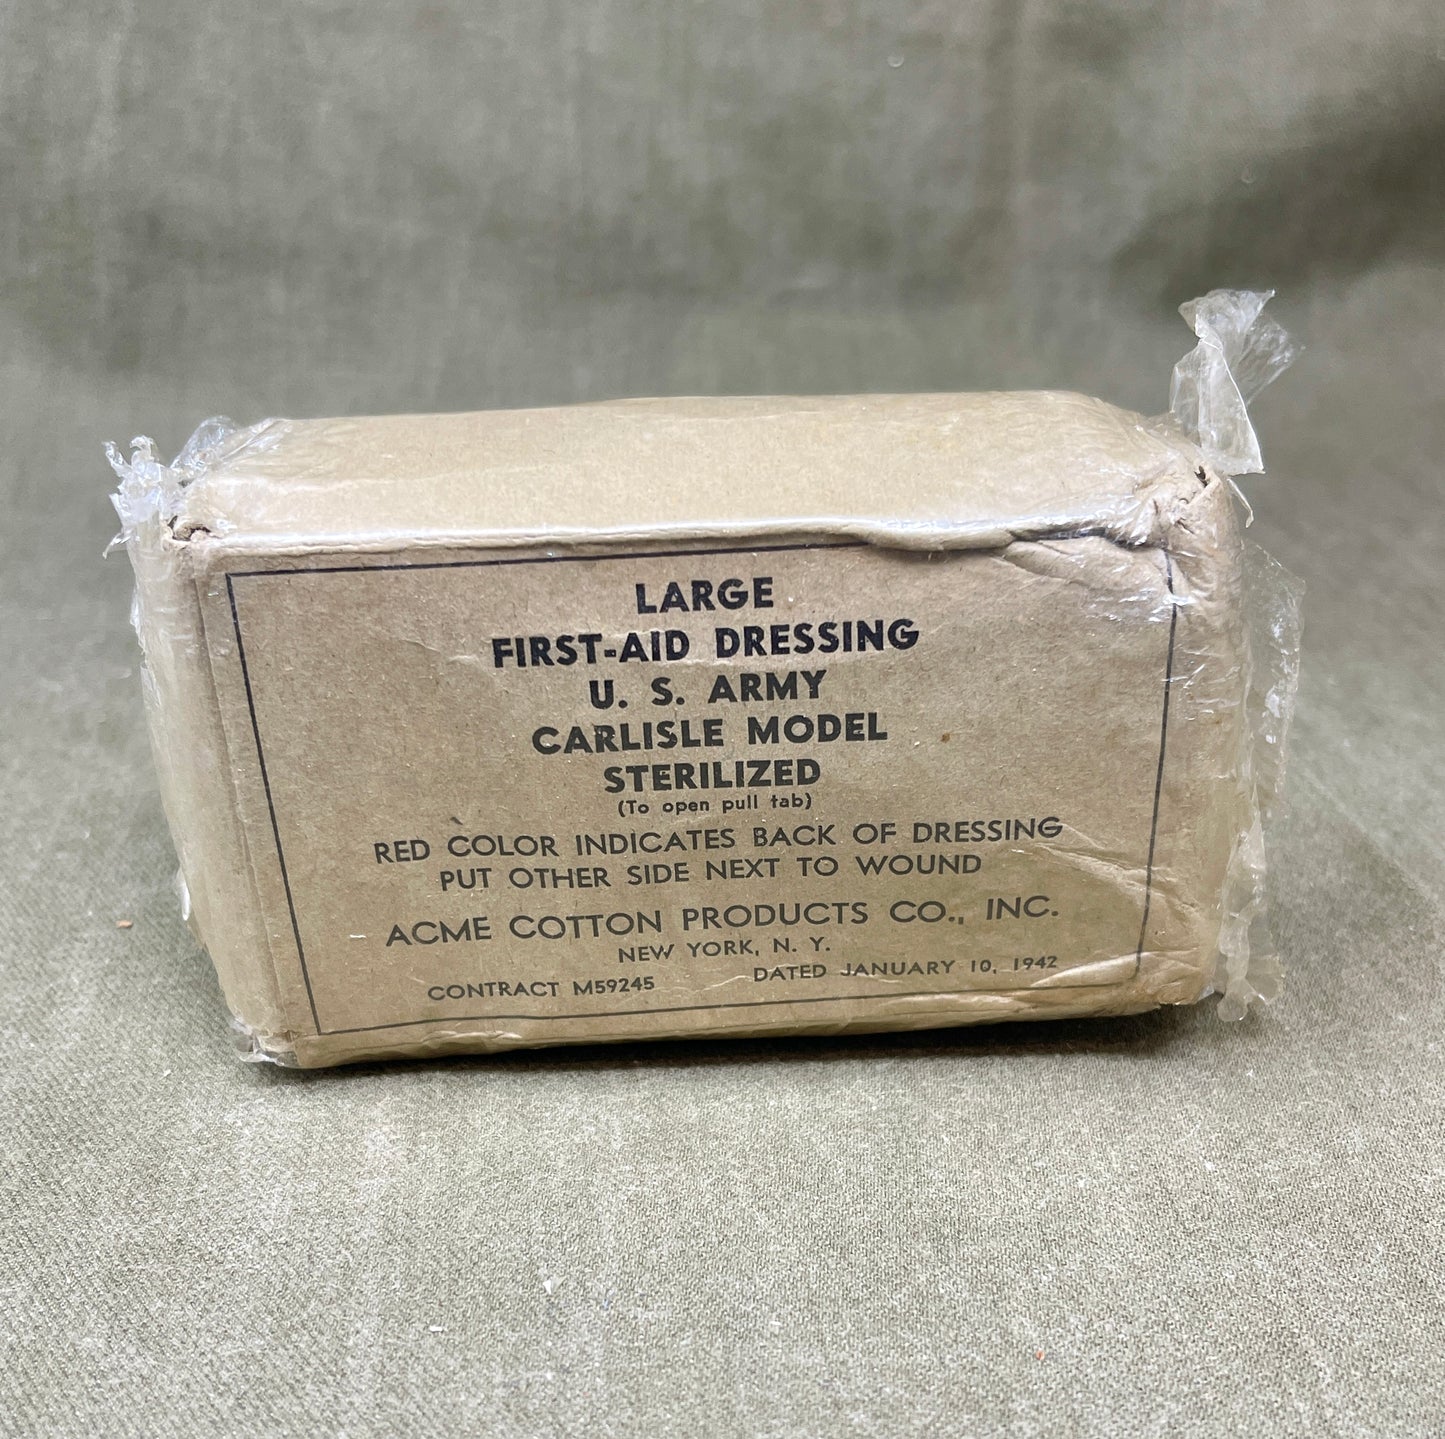 LARGE
FIRST-AID DRESSING
U. S. ARMY
CARLISLE MODEL
STERILIZED
(To open pull tab)
RED COLOR INDICATES BACK OF DRESSING
PUT OTHER SIDE NEXT TO WOUND
ACME COTTON PRODUCTS CO., INC.
NEW YORK, N. Y.
CONTRACT M59245 DATED JANUARY 10, 1942